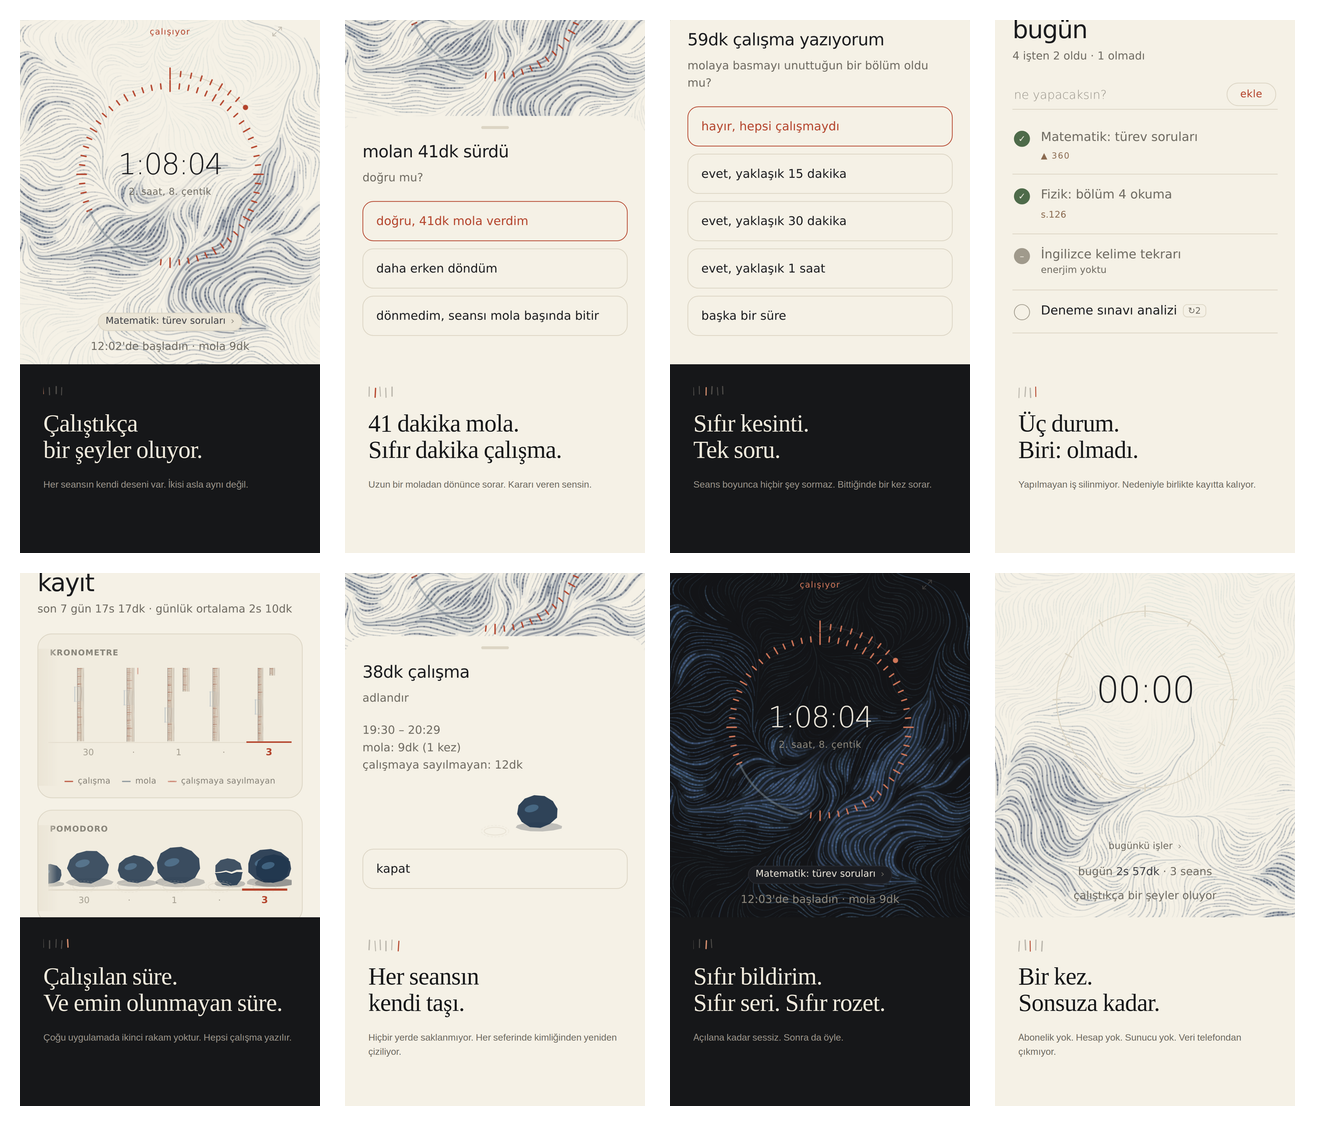 çalışıyor
1:08:04
2. saat, 8. çentik
Matematik: türev soruları ›
12:02'de başladın · mola 9dk
Çalıştıkça
bir şeyler oluyor.
Her seansın kendi deseni var. İkisi asla aynı değil.
molan 41dk sürdü
doğru mu?
doğru, 41dk mola verdim
daha erken döndüm
dönmedim, seansı mola başında bitir
41 dakika mola.
Sıfır dakika çalışma.
Uzun bir moladan dönünce sorar. Kararı veren sensin.
59dk çalışma yazıyorum
molaya basmayı unuttuğun bir bölüm oldu
mu?
hayır, hepsi çalışmaydı
evet, yaklaşık 15 dakika
evet, yaklaşık 30 dakika
evet, yaklaşık 1 saat
başka bir süre
Sıfır kesinti.
Tek soru.
Seans boyunca hiçbir şey sormaz. Bittiğinde bir kez sorar.
bugün
4 işten 2 oldu · 1 olmadı
ne yapacaksın?
ekle
Matematik: türev soruları
▲ 360
Fizik: bölüm 4 okuma
s.126
İngilizce kelime tekrarı
enerjim yoktu
Deneme sınavı analizi ↻2
Üç durum.
Biri: olmadı.
Yapılmayan iş silinmiyor. Nedeniyle birlikte kayıtta kalıyor.
kayıt
son 7 gün 17s 17dk · günlük ortalama 2s 10dk
KRONOMETRE
30 · 1 · 3
çalışma mola çalışmaya sayılmayan
POMODORO
30 · 1 · 3
Çalışılan süre.
Ve emin olunmayan süre.
Çoğu uygulamada ikinci rakam yoktur. Hepsi çalışma yazılır.
38dk çalışma
adlandır
19:30 – 20:29
mola: 9dk (1 kez)
çalışmaya sayılmayan: 12dk
kapat
Her seansın
kendi taşı.
Hiçbir yerde saklanmıyor. Her seferinde kimliğinden yeniden
çiziliyor.
çalışıyor
1:08:04
2. saat, 8. çentik
Matematik: türev soruları ›
12:03'de başladın · mola 9dk
Sıfır bildirim.
Sıfır seri. Sıfır rozet.
Açılana kadar sessiz. Sonra da öyle.
00:00
bugünkü işler ›
bugün 2s 57dk · 3 seans
çalıştıkça bir şeyler oluyor
Bir kez.
Sonsuza kadar.
Abonelik yok. Hesap yok. Sunucu yok. Veri telefondan
çıkmıyor.